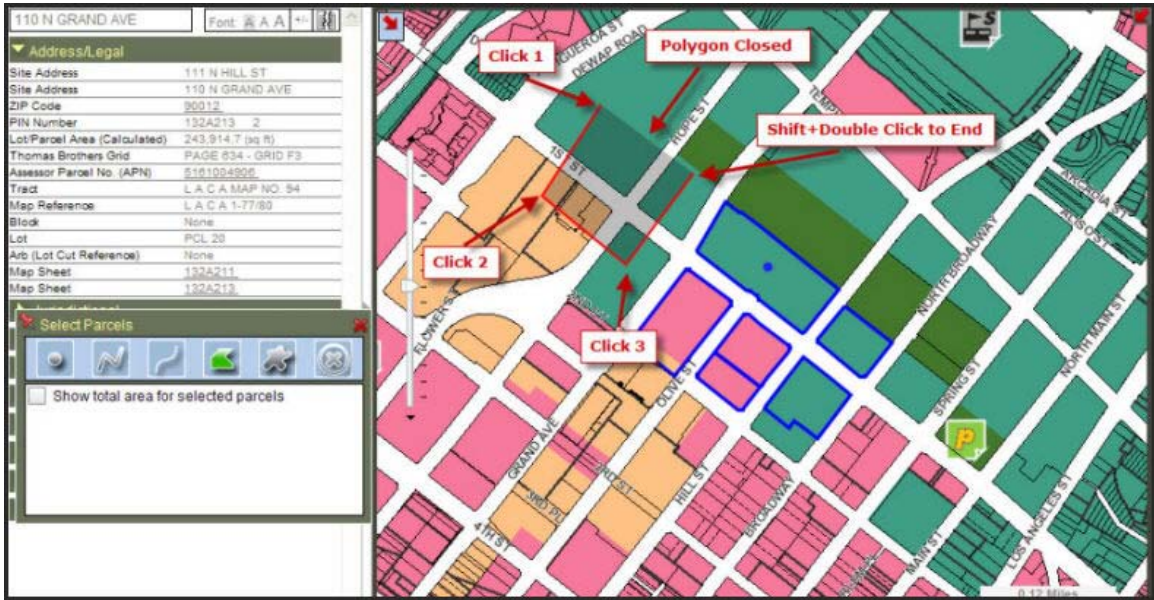 110 N GRAND AVE
Font: A A A +/-
Address/Legal
Site Address 111 N HILL ST
Site Address 110 N GRAND AVE
ZIP Code 90012
PIN Number 132A213 2
Lot/Parcel Area (Calculated) 243,914.7 (sq ft)
Thomas Brothers Grid PAGE 634 - GRID F3
Assessor Parcel No. (APN) 5161004906
Tract L A C A MAP NO. 54
Map Reference L A C A 1-77/80
Block None
Lot PCL 20
Arb (Lot Cut Reference) None
Map Sheet 132A211
Map Sheet 132A213
Jurisdictional
Select Parcels
Show total area for selected parcels
Click 1
Polygon Closed
Shift+Double Click to End
Click 2
Click 3
FIGUEROA ST
DEWAP ROAD
HOPE ST
1ST ST
FLOWER S
OLIVE ST
GRAND AVE
3RD ST
3RD PL
4TH ST
HILL ST
BROADWAY
MAIN ST
LOS ANGELES ST
SPRING ST
NORTH BROADWAY
NORTH MAIN ST
ARCADIA ST
ALISO ST
S
P
0.12 Miles